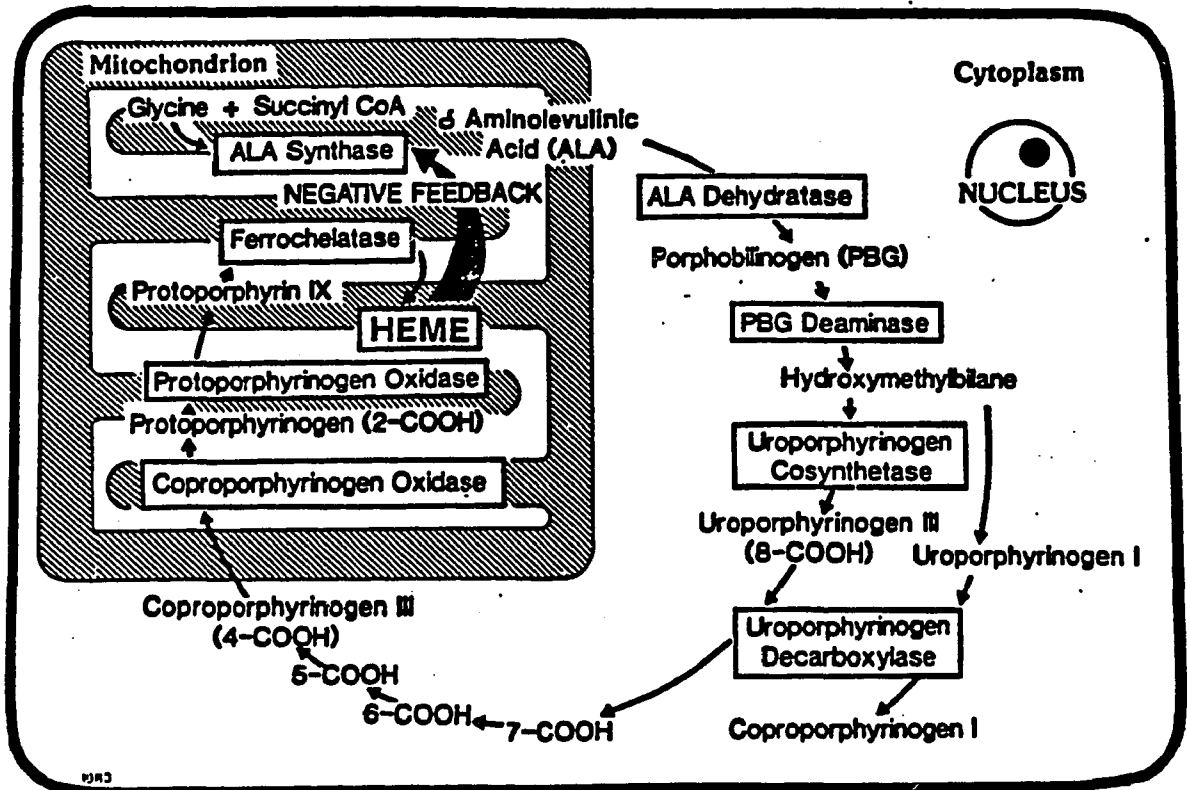 Mitochondrion
Cytoplasm
Glycine + Succinyl CoA
δ Aminolevulinic
Acid (ALA)
ALA Synthase
NEGATIVE FEEDBACK
ALA Dehydratase
NUCLEUS
Ferrochelatase
Porphobilinogen (PBG)
Protoporphyrin IX
HEME
PBG Deaminase
Protoporphyrinogen Oxidase
Hydroxymethylbilane
Protoporphyrinogen (2-COOH)
Uroporphyrinogen
Cosynthetase
Coproporphyrinogen Oxidase
Uroporphyrinogen III
(8-COOH)
Uroporphyrinogen I
Coproporphyrinogen III
(4-COOH)
Uroporphyrinogen
Decarboxylase
5-COOH
6-COOH
7-COOH
Coproporphyrinogen I